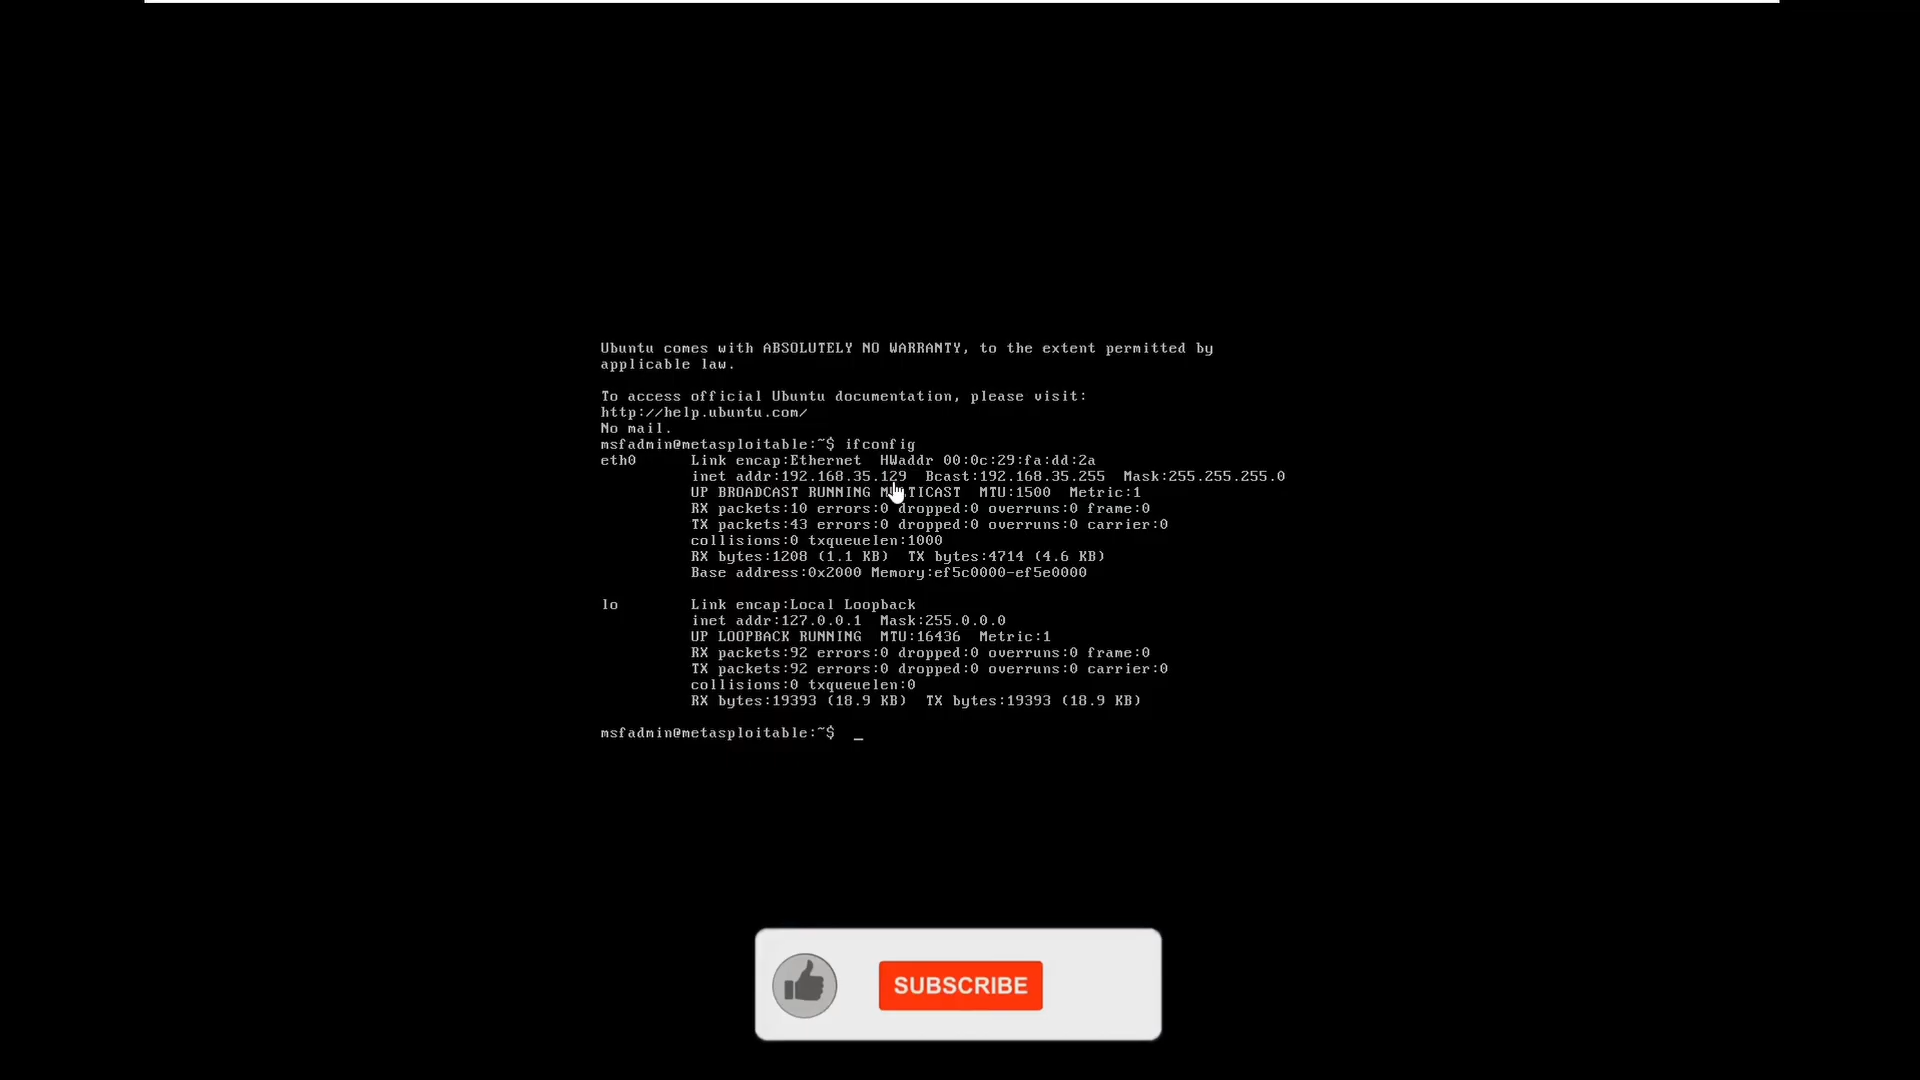 Ubuntu comes with ABSOLUTELY NO WARRANTY, to the extent permitted by
applicable law.
To access official Ubuntu documentation, please visit:
http://help.ubuntu.com/
No mail.
msfadmin@metasploitable:~$ ifconfig
eth0 Link encap:Ethernet HWaddr 00:0c:29:fa:dd:2a
inet addr:192.168.35.129 Bcast:192.168.35.255 Mask:255.255.255.0
UP BROADCAST RUNNING MULTICAST MTU:1500 Metric:1
RX packets:10 errors:0 dropped:0 overruns:0 frame:0
TX packets:43 errors:0 dropped:0 overruns:0 carrier:0
collisions:0 txqueuelen:1000
RX bytes:1208 (1.1 KB) TX bytes:4714 (4.6 KB)
Base address:0x2000 Memory:ef5c0000-ef5e0000
lo Link encap:Local Loopback
inet addr:127.0.0.1 Mask:255.0.0.0
UP LOOPBACK RUNNING MTU:16436 Metric:1
RX packets:92 errors:0 dropped:0 overruns:0 frame:0
TX packets:92 errors:0 dropped:0 overruns:0 carrier:0
collisions:0 txqueuelen:0
RX bytes:19393 (18.9 KB) TX bytes:19393 (18.9 KB)
msfadmin@metasploitable:~$ _
SUBSCRIBE